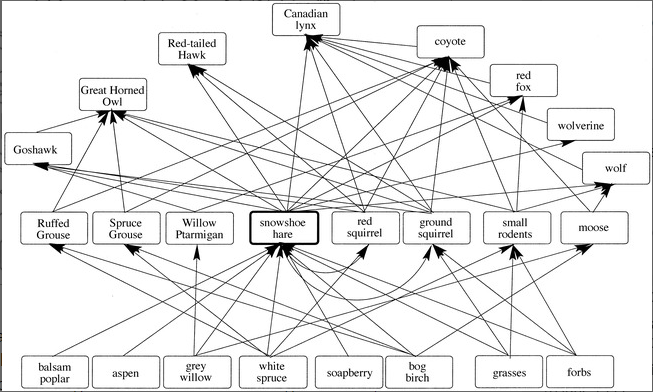 Canadian
lynx
Red-tailed
Hawk
coyote
red
fox
Great Horned
Owl
wolverine
Goshawk
wolf
Ruffed
Grouse
Spruce
Grouse
Willow
Ptarmigan
snowshoe
hare
red
squirrel
ground
squirrel
small
rodents
moose
balsam
poplar
aspen
grey
willow
white
spruce
soapberry
bog
birch
grasses
forbs